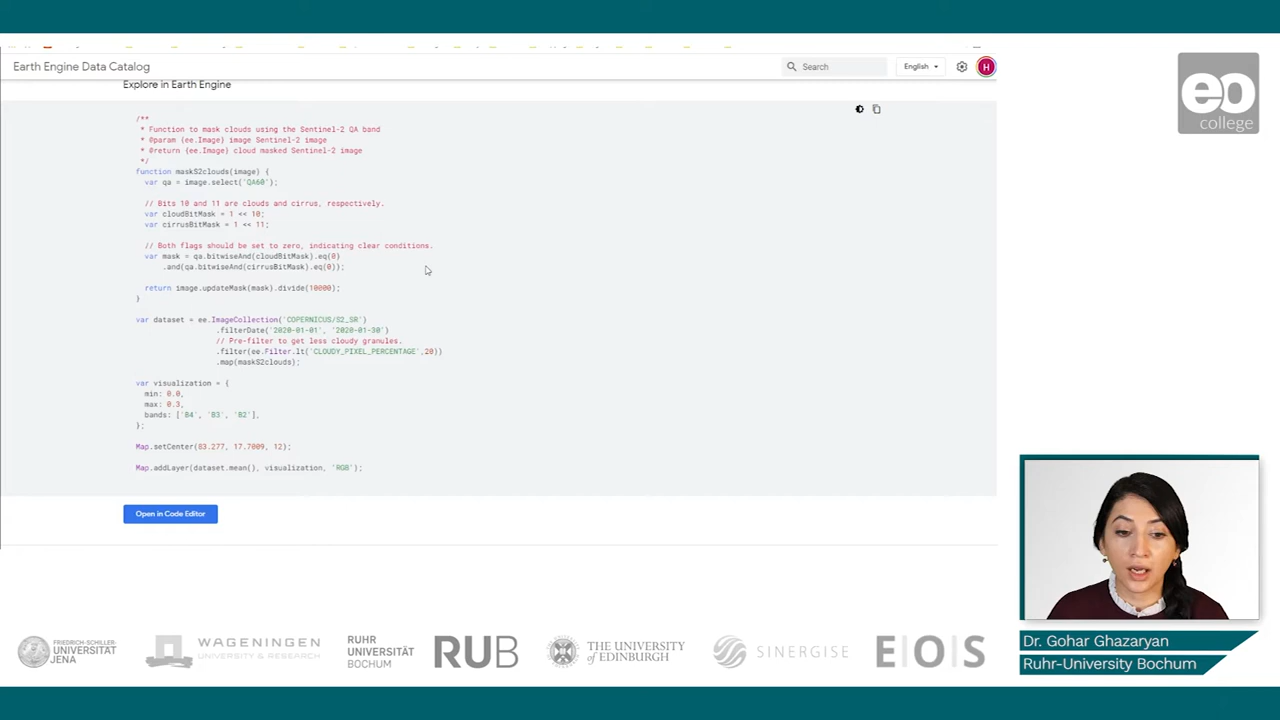 Earth Engine Data Catalog
Search
English
H
eo
college
Explore in Earth Engine
/**
* Function to mask clouds using the Sentinel-2 QA band
* @param {ee.Image} image Sentinel-2 image
* @return {ee.Image} cloud masked Sentinel-2 image
*/
function maskS2clouds(image) {
var qa = image.select('QA60');
// Bits 10 and 11 are clouds and cirrus, respectively.
var cloudBitMask = 1 << 10;
var cirrusBitMask = 1 << 11;
// Both flags should be set to zero, indicating clear conditions.
var mask = qa.bitwiseAnd(cloudBitMask).eq(0)
.and(qa.bitwiseAnd(cirrusBitMask).eq(0));
return image.updateMask(mask).divide(10000);
}
var dataset = ee.ImageCollection('COPERNICUS/S2_SR')
.filterDate('2020-01-01', '2020-01-30')
// Pre-filter to get less cloudy granules.
.filter(ee.Filter.lt('CLOUDY_PIXEL_PERCENTAGE',20))
.map(maskS2clouds);
var visualization = {
min: 0.0,
max: 0.3,
bands: ['B4', 'B3', 'B2'],
};
Map.setCenter(83.277, 17.7009, 12);
Map.addLayer(dataset.mean(), visualization, 'RGB');
Open in Code Editor
Dr. Gohar Ghazaryan
Ruhr-University Bochum
FRIEDRICH-SCHILLER-
UNIVERSITÄT
JENA
WAGENINGEN
UNIVERSITY & RESEARCH
RUHR
UNIVERSITÄT
BOCHUM
RUB
THE UNIVERSITY
of EDINBURGH
SINERGISE
E|O|S